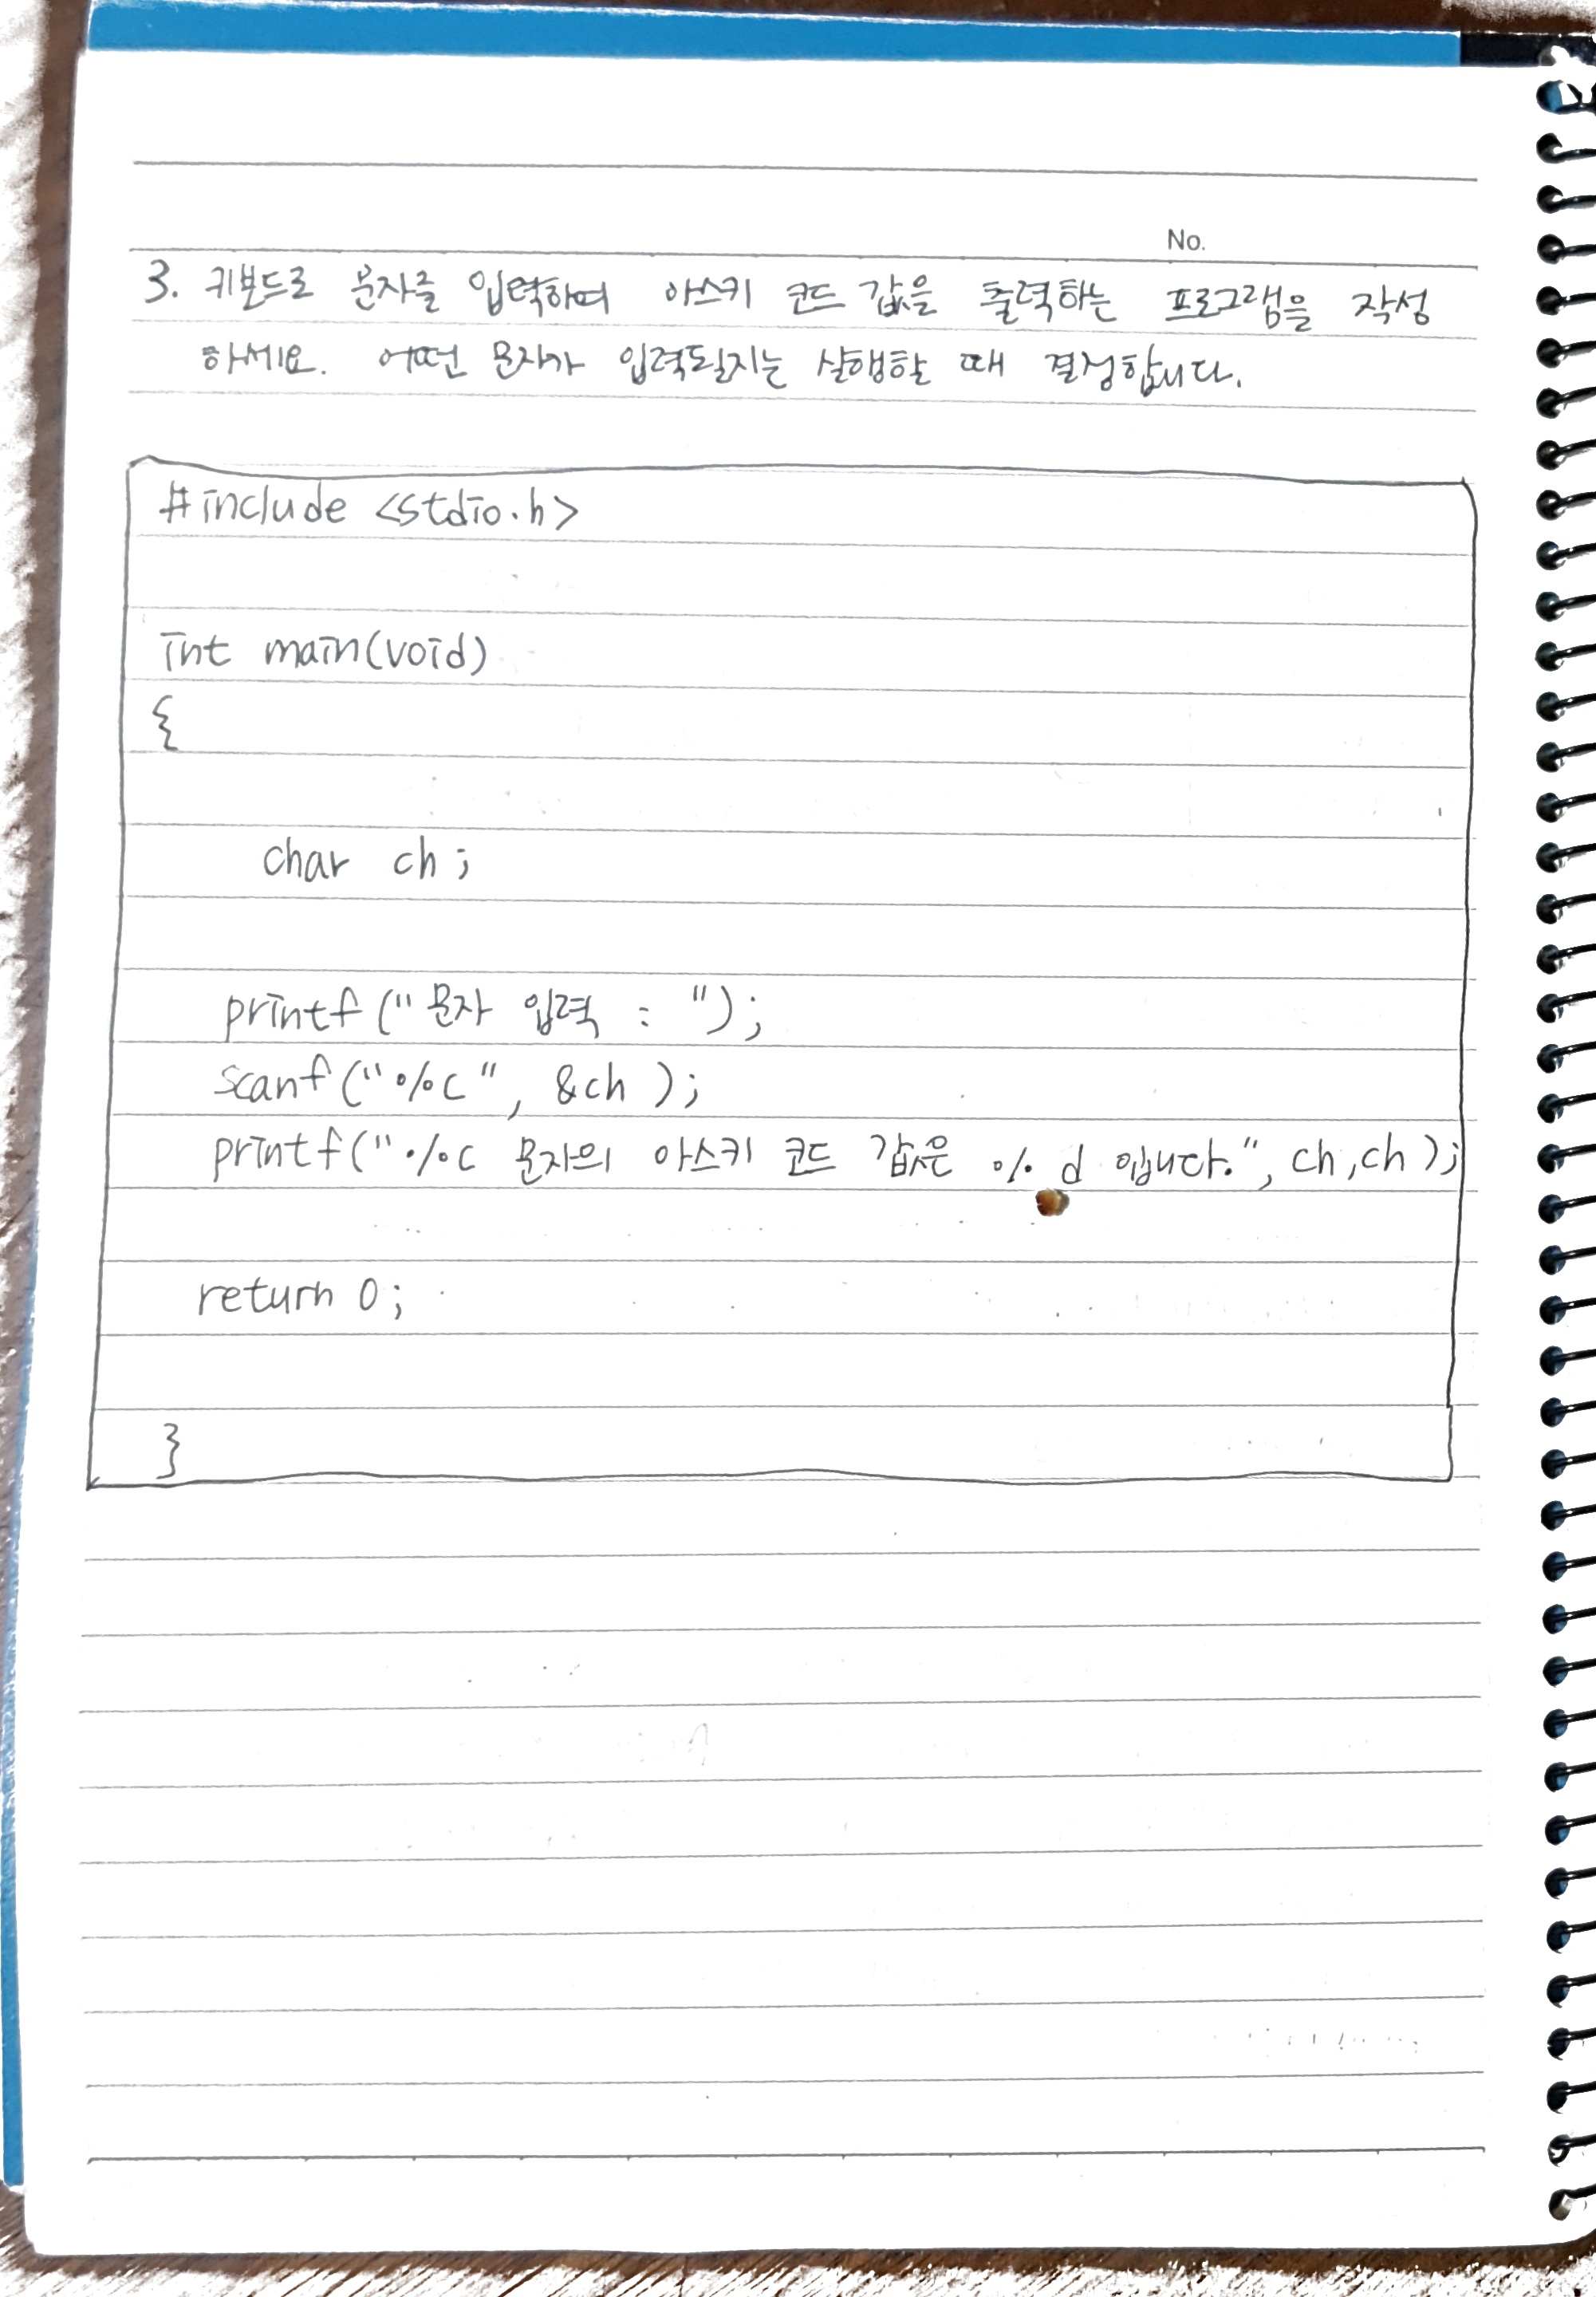 No.
3. 키보드로 문자를 입력하여 아스키 코드 값을 출력하는 프로그램을 작성
하세요. 어떤 문자가 입력될지는 실행할 때 결정합니다.
#include <stdio.h>
int main(void)
{
char ch;
printf("문자 입력 : ");
scanf("%c", &ch );
printf("%c 문자의 아스키 코드 값은 % d 입니다.", ch,ch );
return 0;
}